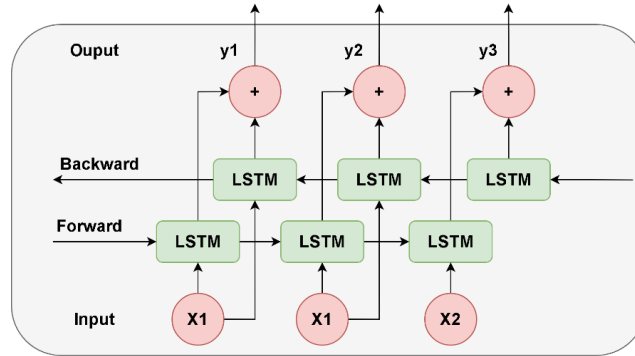 Ouput y1 y2 y3
+ + +
Backward LSTM LSTM LSTM
Forward LSTM LSTM LSTM
Input X1 X1 X2